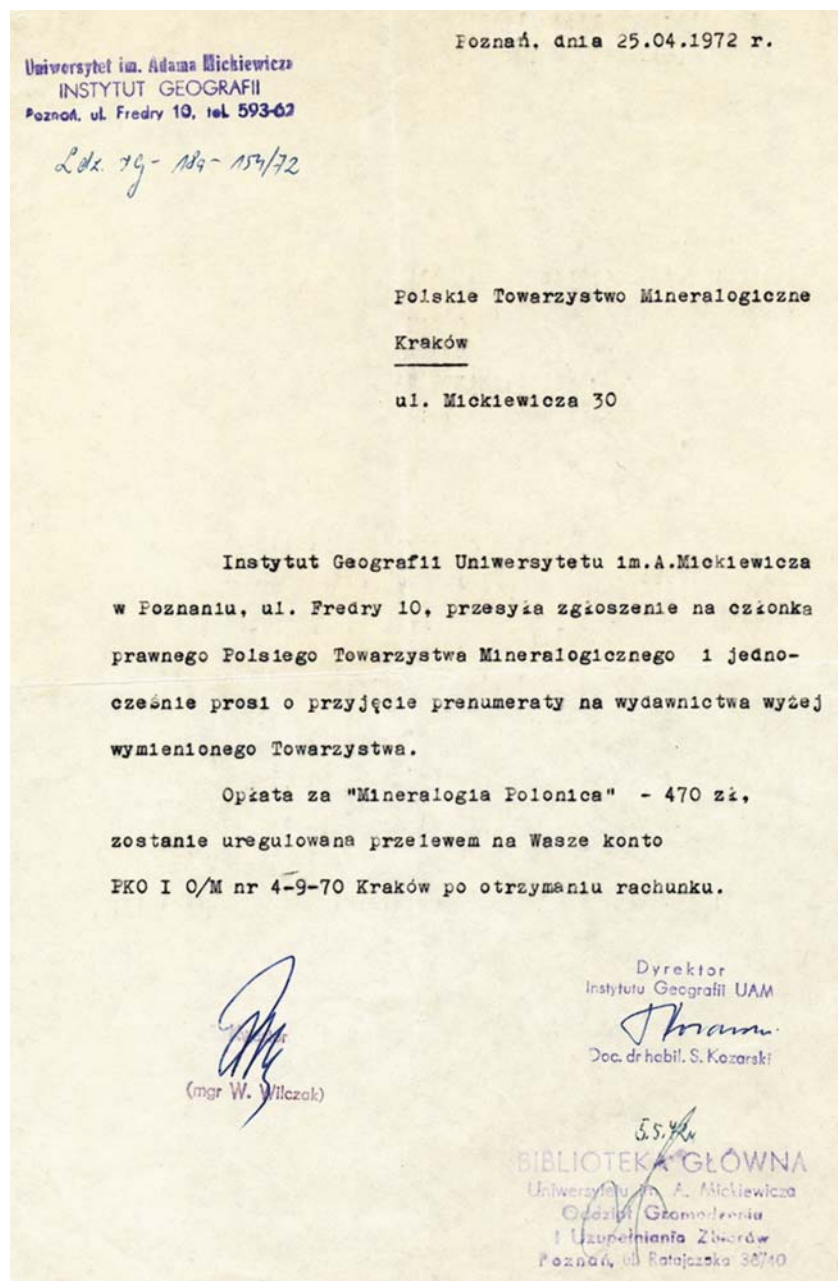 Poznań, dnia 25.04.1972 r.
Uniwersytet im. Adama Mickiewicza
INSTYTUT GEOGRAFII
Poznań, ul. Fredry 10, tel. 593-62
L.dz. IG- 18a- 154/72
Polskie Towarzystwo Mineralogiczne
Kraków
ul. Mickiewicza 30
Instytut Geografii Uniwersytetu im.A.Mickiewicza
w Poznaniu, ul. Fredry 10, przesyła zgłoszenie na członka
prawnego Polsiego Towarzystwa Mineralogicznego i jedno-
cześnie prosi o przyjęcie prenumeraty na wydawnictwa wyżej
wymienionego Towarzystwa.
Opłata za "Mineralogia Polonica" - 470 zł,
zostanie uregulowana przelewem na Wasze konto
PKO I O/M nr 4-9-70 Kraków po otrzymaniu rachunku.
Dyrektor
Instytutu Geografii UAM
Doc. dr habil. S. Kozarski
(mgr W. Wilczak)
5.5.72
BIBLIOTEKA GŁÓWNA
Uniwersytetu im. A. Mickiewicza
Oddział Gromadzenia
i Uzupełniania Zbiorów
Poznań, ul. Ratajczaka 38/40